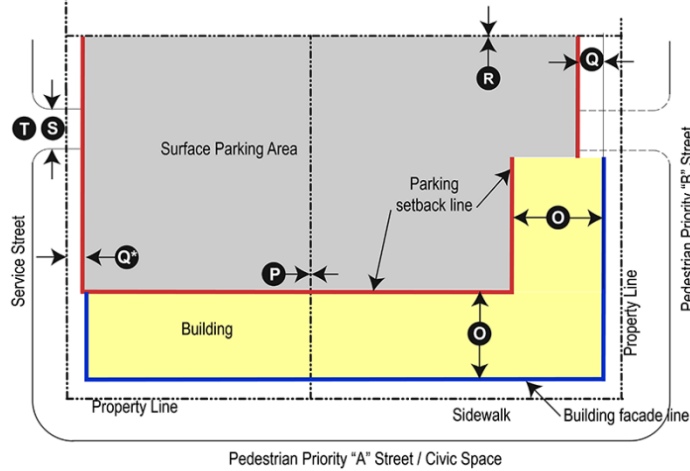 Q
R
T S
Surface Parking Area
Parking
setback line
Pedestrian Priority "B" Street
O
Service Street
Q*
P
Property Line
Building
O
Property Line
Sidewalk
Building facade line
Pedestrian Priority "A" Street / Civic Space